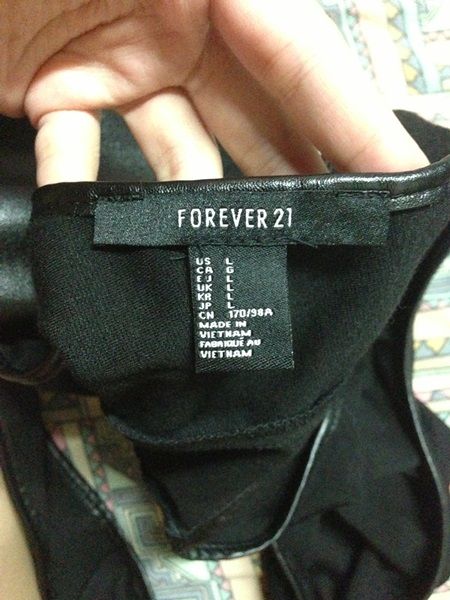 FOREVER 21
US L
CA G
EU L
UK L
KR L
JP L
CN 170/98A
MADE IN
VIETNAM
FABRIQUÉ AU
VIETNAM